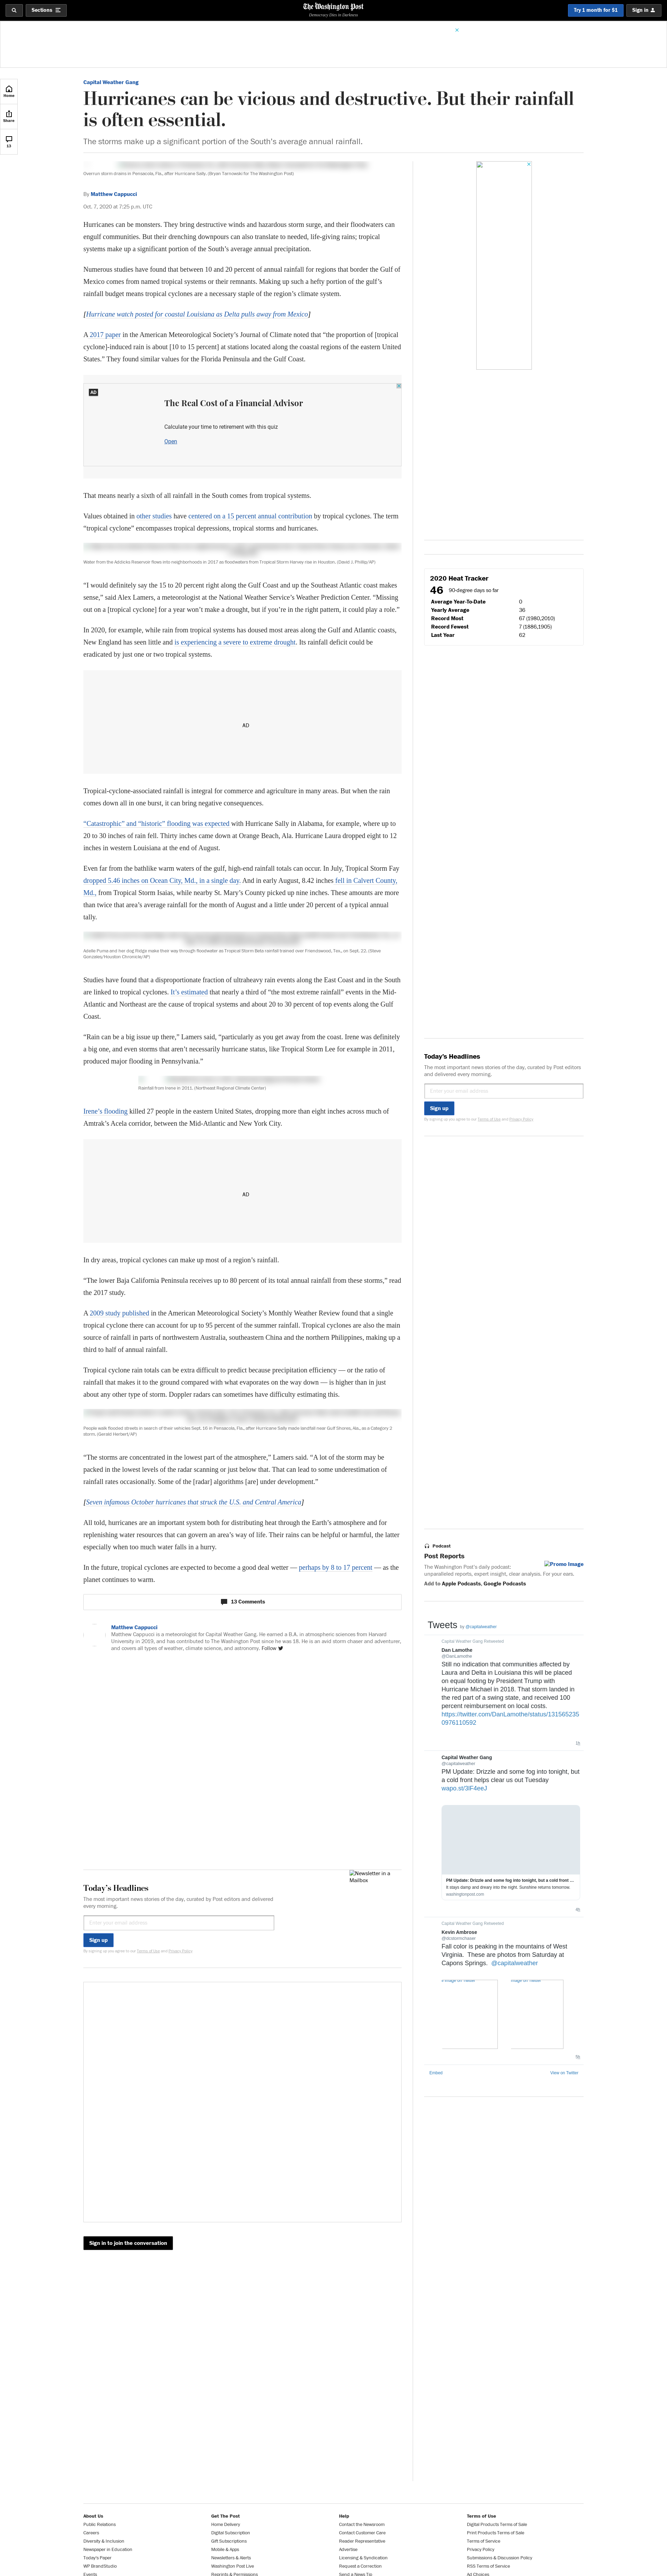 Sections
The Washington Post
Democracy Dies in Darkness
Try 1 month for $1
Sign in
Home
Share
13
Capital Weather Gang
Hurricanes can be vicious and destructive. But their rainfall
is often essential.
The storms make up a significant portion of the South's average annual rainfall.
Overrun storm drains in Pensacola, Fla., after Hurricane Sally. (Bryan Tarnowski for The Washington Post)
By Matthew Cappucci
Oct. 7, 2020 at 7:25 p.m. UTC
Hurricanes can be monsters. They bring destructive winds and hazardous storm surge, and their floodwaters can
engulf communities. But their drenching downpours can also translate to needed, life-giving rains; tropical
systems make up a significant portion of the South's average annual precipitation.
Numerous studies have found that between 10 and 20 percent of annual rainfall for regions that border the Gulf of
Mexico comes from named tropical systems or their remnants. Making up such a hefty portion of the gulf's
rainfall budget means tropical cyclones are a necessary staple of the region's climate system.
[Hurricane watch posted for coastal Louisiana as Delta pulls away from Mexico]
A 2017 paper in the American Meteorological Society's Journal of Climate noted that “the proportion of [tropical
cyclone]-induced rain is about [10 to 15 percent] at stations located along the coastal regions of the eastern United
States.” They found similar values for the Florida Peninsula and the Gulf Coast.
AD
The Real Cost of a Financial Advisor
Calculate your time to retirement with this quiz
Open
That means nearly a sixth of all rainfall in the South comes from tropical systems.
Values obtained in other studies have centered on a 15 percent annual contribution by tropical cyclones. The term
“tropical cyclone” encompasses tropical depressions, tropical storms and hurricanes.
Water from the Addicks Reservoir flows into neighborhoods in 2017 as floodwaters from Tropical Storm Harvey rise in Houston. (David J. Phillip/AP)
“I would definitely say the 15 to 20 percent right along the Gulf Coast and up the Southeast Atlantic coast makes
sense,” said Alex Lamers, a meteorologist at the National Weather Service's Weather Prediction Center. “Missing
out on a [tropical cyclone] for a year won't make a drought, but if you're in the right pattern, it could play a role.”
In 2020, for example, while rain from tropical systems has doused most areas along the Gulf and Atlantic coasts,
New England has seen little and is experiencing a severe to extreme drought. Its rainfall deficit could be
eradicated by just one or two tropical systems.
AD
Tropical-cyclone-associated rainfall is integral for commerce and agriculture in many areas. But when the rain
comes down all in one burst, it can bring negative consequences.
“Catastrophic” and “historic” flooding was expected with Hurricane Sally in Alabama, for example, where up to
20 to 30 inches of rain fell. Thirty inches came down at Orange Beach, Ala. Hurricane Laura dropped eight to 12
inches in western Louisiana at the end of August.
Even far from the bathlike warm waters of the gulf, high-end rainfall totals can occur. In July, Tropical Storm Fay
dropped 5.46 inches on Ocean City, Md., in a single day. And in early August, 8.42 inches fell in Calvert County,
Md., from Tropical Storm Isaias, while nearby St. Mary's County picked up nine inches. These amounts are more
than twice that area's average rainfall for the month of August and a little under 20 percent of a typical annual
tally.
Adelle Puma and her dog Ridge make their way through floodwater as Tropical Storm Beta rainfall trained over Friendswood, Tex., on Sept. 22. (Steve
Gonzales/Houston Chronicle/AP)
Studies have found that a disproportionate fraction of ultraheavy rain events along the East Coast and in the South
are linked to tropical cyclones. It's estimated that nearly a third of “the most extreme rainfall” events in the Mid-
Atlantic and Northeast are the cause of tropical systems and about 20 to 30 percent of top events along the Gulf
Coast.
“Rain can be a big issue up there,” Lamers said, “particularly as you get away from the coast. Irene was definitely
a big one, and even storms that aren't necessarily hurricane status, like Tropical Storm Lee for example in 2011,
produced major flooding in Pennsylvania.”
Rainfall from Irene in 2011. (Northeast Regional Climate Center)
Irene's flooding killed 27 people in the eastern United States, dropping more than eight inches across much of
Amtrak's Acela corridor, between the Mid-Atlantic and New York City.
AD
In dry areas, tropical cyclones can make up most of a region's rainfall.
“The lower Baja California Peninsula receives up to 80 percent of its total annual rainfall from these storms,” read
the 2017 study.
A 2009 study published in the American Meteorological Society's Monthly Weather Review found that a single
tropical cyclone there can account for up to 95 percent of the summer rainfall. Tropical cyclones are also the main
source of rainfall in parts of northwestern Australia, southeastern China and the northern Philippines, making up a
third to half of annual rainfall.
Tropical cyclone rain totals can be extra difficult to predict because precipitation efficiency — or the ratio of
rainfall that makes it to the ground compared with what evaporates on the way down — is higher than in just
about any other type of storm. Doppler radars can sometimes have difficulty estimating this.
People walk flooded streets in search of their vehicles Sept. 16 in Pensacola, Fla., after Hurricane Sally made landfall near Gulf Shores, Ala., as a Category 2
storm. (Gerald Herbert/AP)
“The storms are concentrated in the lowest part of the atmosphere,” Lamers said. “A lot of the storm may be
packed in the lowest levels of the radar scanning or just below that. That can lead to some underestimation of
rainfall rates occasionally. Some of the [radar] algorithms [are] under development.”
[Seven infamous October hurricanes that struck the U.S. and Central America]
All told, hurricanes are an important system both for distributing heat through the Earth's atmosphere and for
replenishing water resources that can govern an area's way of life. Their rains can be helpful or harmful, the latter
especially when too much water falls in a hurry.
In the future, tropical cyclones are expected to become a good deal wetter — perhaps by 8 to 17 percent — as the
planet continues to warm.
13 Comments
Matthew Cappucci
Matthew Cappucci is a meteorologist for Capital Weather Gang. He earned a B.A. in atmospheric sciences from Harvard
University in 2019, and has contributed to The Washington Post since he was 18. He is an avid storm chaser and adventurer,
and covers all types of weather, climate science, and astronomy. Follow
Newsletter in a
Mailbox
Today's Headlines
The most important news stories of the day, curated by Post editors and delivered
every morning.
Enter your email address
Sign up
By signing up you agree to our Terms of Use and Privacy Policy
Sign in to join the conversation
2020 Heat Tracker
46 90-degree days so far
Average Year-To-Date 0
Yearly Average 36
Record Most 67 (1980,2010)
Record Fewest 7 (1886,1905)
Last Year 62
Today's Headlines
The most important news stories of the day, curated by Post editors
and delivered every morning.
Enter your email address
Sign up
By signing up you agree to our Terms of Use and Privacy Policy
Podcast
Post Reports
Promo Image
The Washington Post's daily podcast:
unparalleled reports, expert insight, clear analysis. For your ears.
Add to Apple Podcasts, Google Podcasts
Tweets by @capitalweather
Capital Weather Gang Retweeted
Dan Lamothe
@DanLamothe
Still no indication that communities affected by
Laura and Delta in Louisiana this will be placed
on equal footing by President Trump with
Hurricane Michael in 2018. That storm landed in
the red part of a swing state, and received 100
percent reimbursement on local costs.
https://twitter.com/DanLamothe/status/131565235
0976110592
Capital Weather Gang
@capitalweather
PM Update: Drizzle and some fog into tonight, but
a cold front helps clear us out Tuesday
wapo.st/3lF4eeJ
PM Update: Drizzle and some fog into tonight, but a cold front …
It stays damp and dreary into the night. Sunshine returns tomorrow.
washingtonpost.com
Capital Weather Gang Retweeted
Kevin Ambrose
@dcstormchaser
Fall color is peaking in the mountains of West
Virginia. These are photos from Saturday at
Capons Springs. @capitalweather
Embed
View on Twitter
About Us
Public Relations
Careers
Diversity & Inclusion
Newspaper in Education
Today's Paper
WP BrandStudio
Events
Get The Post
Home Delivery
Digital Subscription
Gift Subscriptions
Mobile & Apps
Newsletters & Alerts
Washington Post Live
Reprints & Permissions
Help
Contact the Newsroom
Contact Customer Care
Reader Representative
Advertise
Licensing & Syndication
Request a Correction
Send a News Tip
Terms of Use
Digital Products Terms of Sale
Print Products Terms of Sale
Terms of Service
Privacy Policy
Submissions & Discussion Policy
RSS Terms of Service
Ad Choices